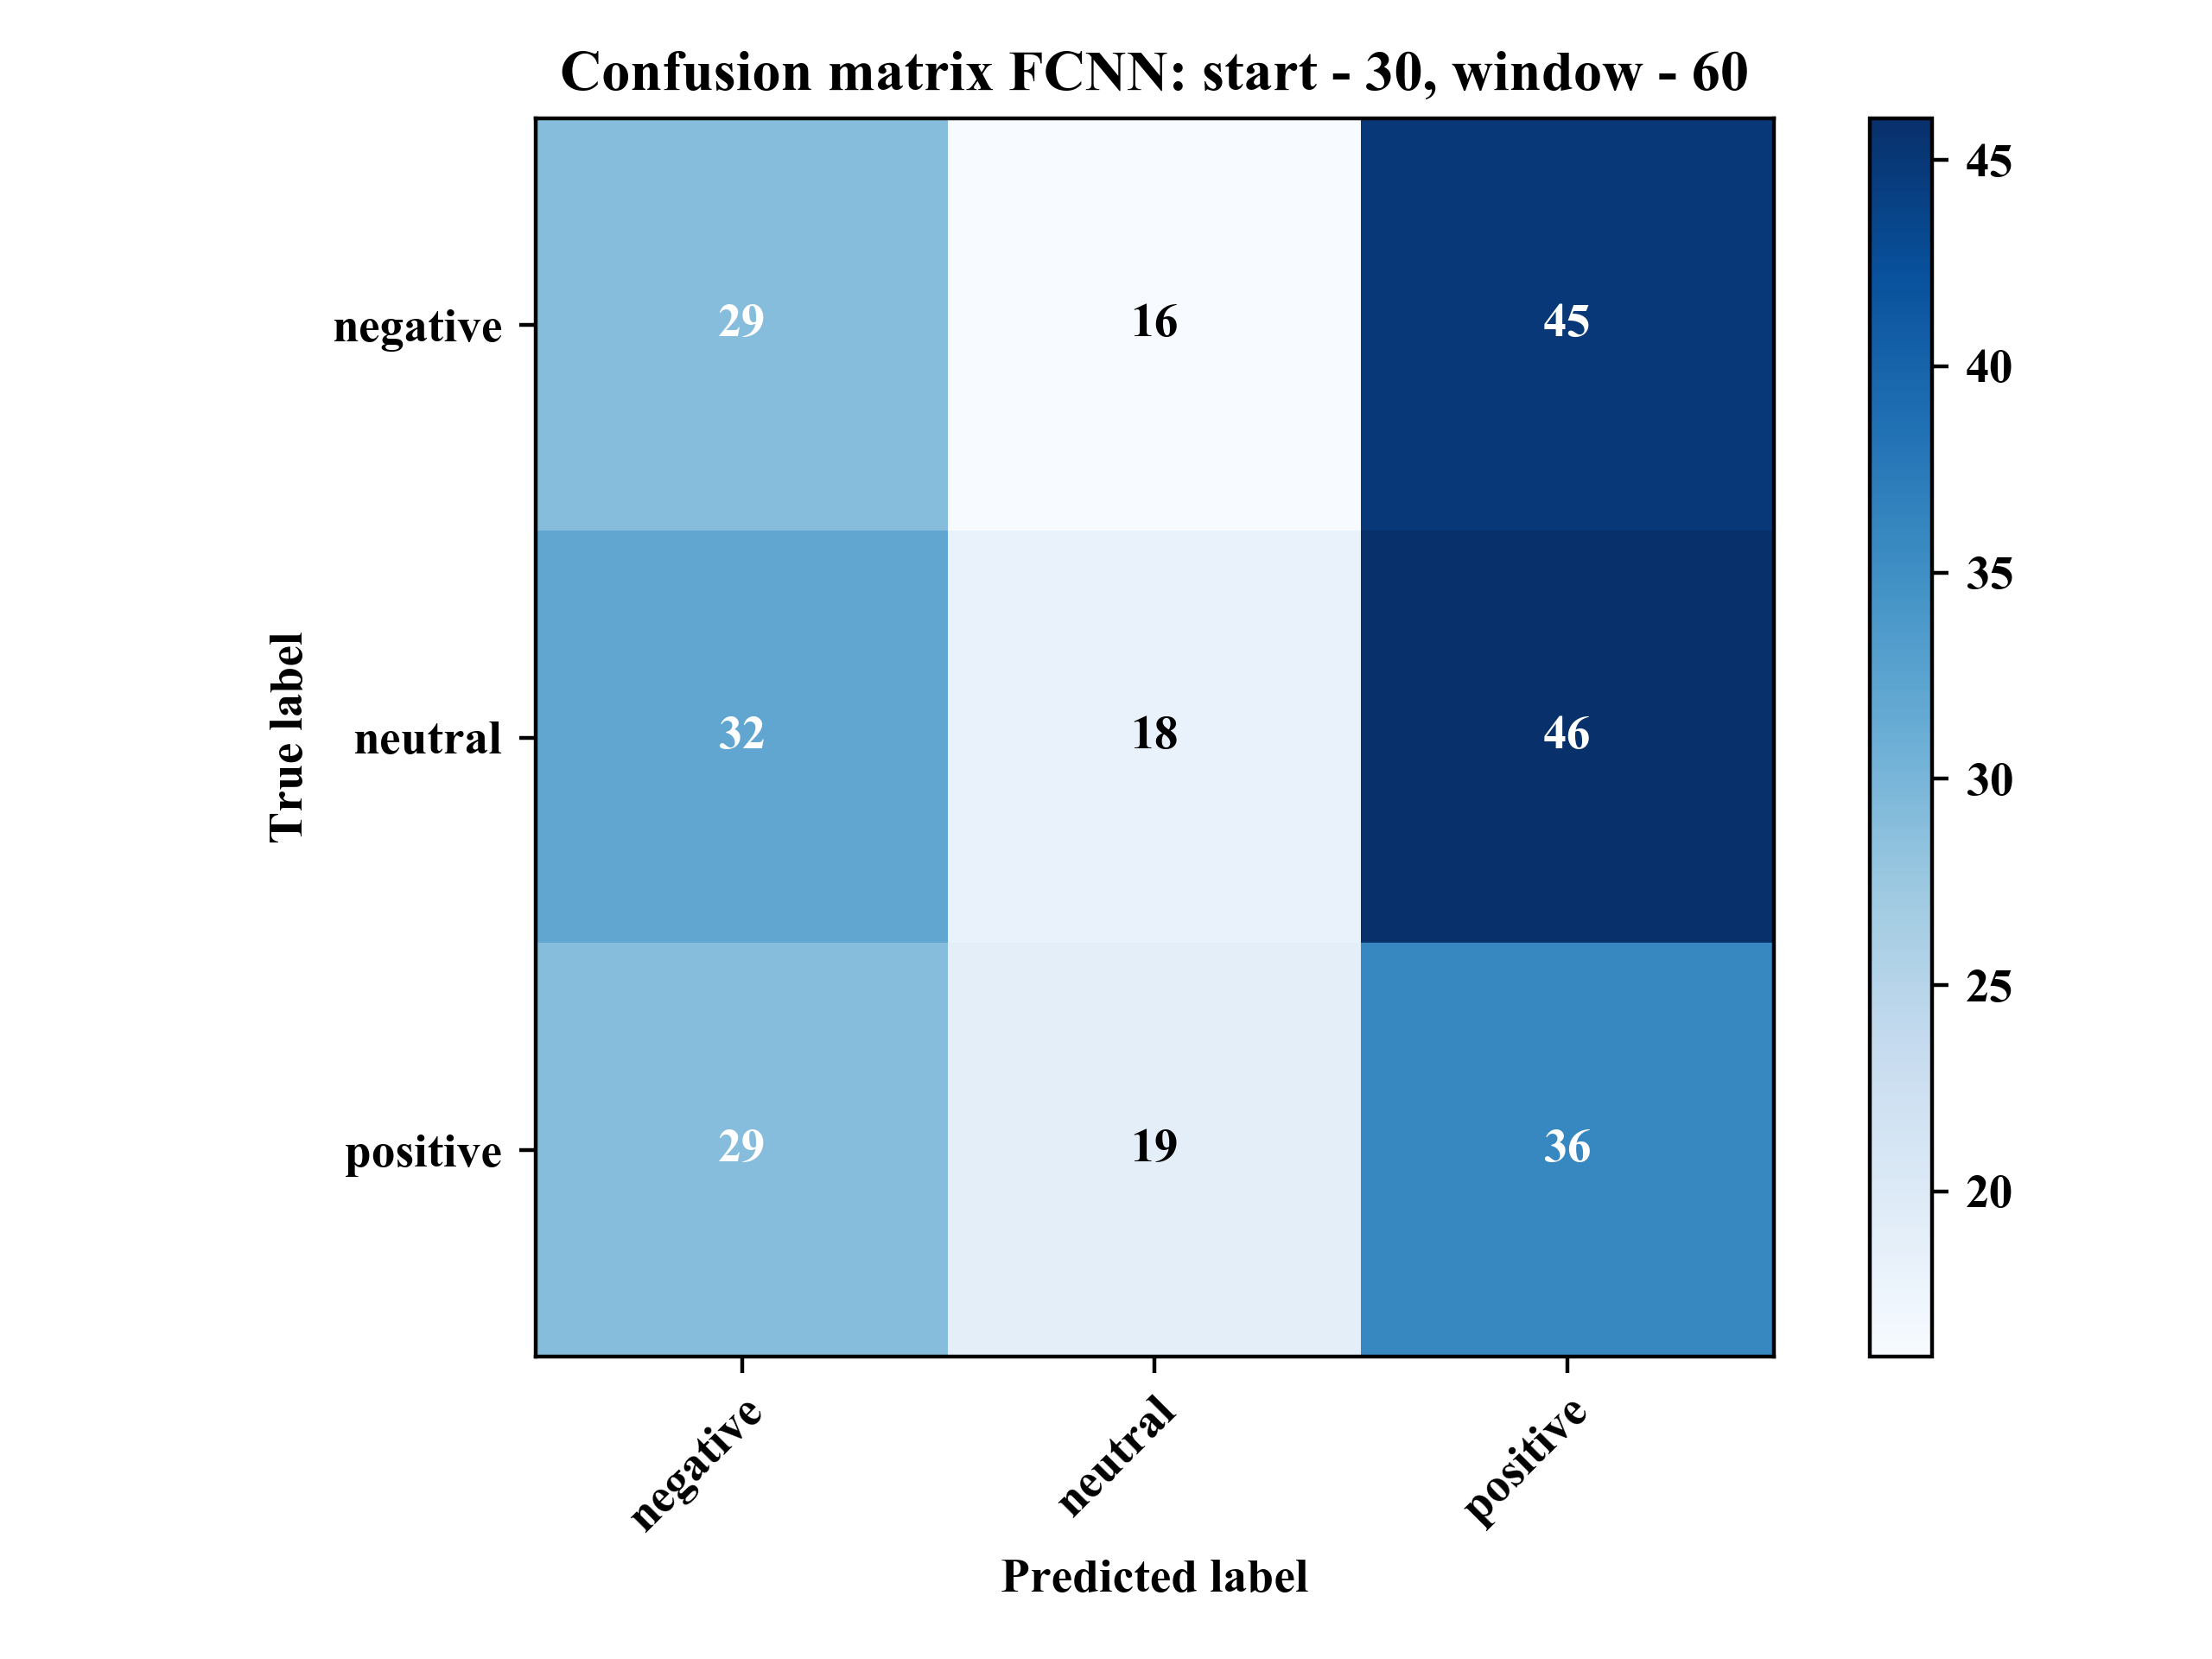 Confusion matrix FCNN: start - 30, window - 60
True label
negative
29
16
45
neutral
32
18
46
positive
29
19
36
negative
neutral
positive
Predicted label
45
40
35
30
25
20